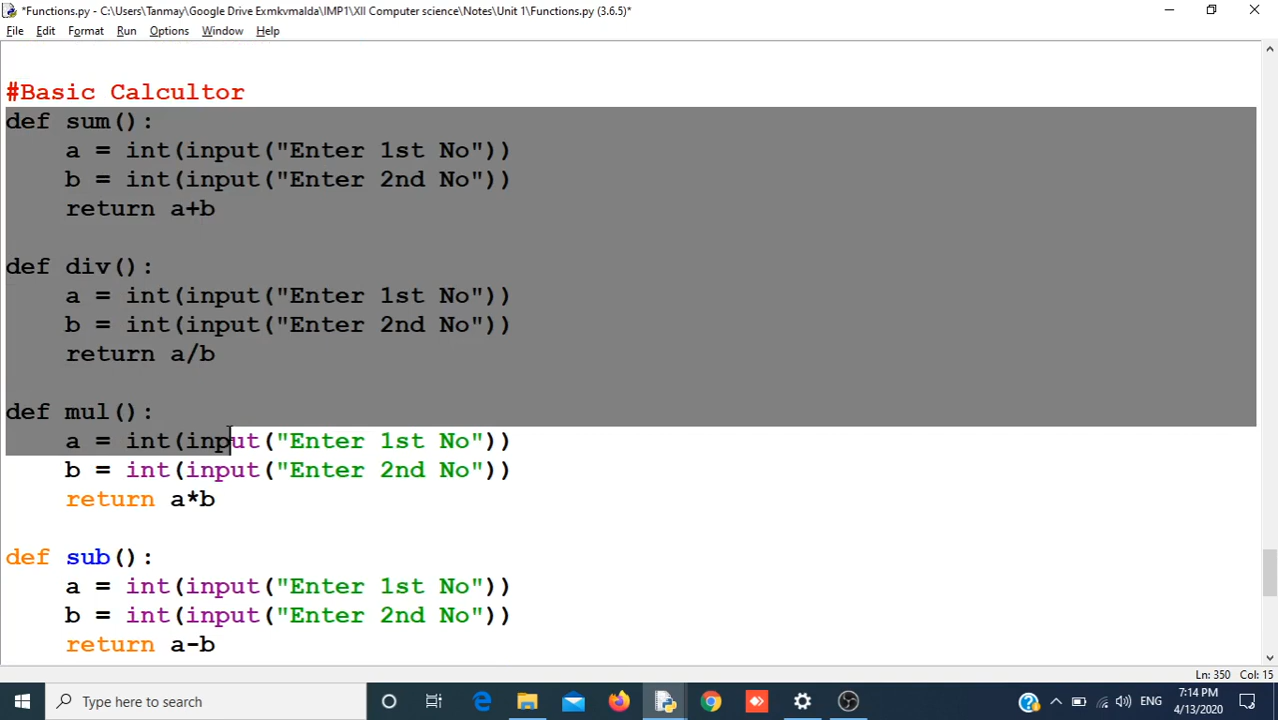 *Functions.py - C:\Users\Tanmay\Google Drive Exmkvmalda\IMP1\XII Computer science\Notes\Unit 1\Functions.py (3.6.5)*
File Edit Format Run Options Window Help
#Basic Calcultor
def sum():
    a = int(input("Enter 1st No"))
    b = int(input("Enter 2nd No"))
    return a+b
def div():
    a = int(input("Enter 1st No"))
    b = int(input("Enter 2nd No"))
    return a/b
def mul():
    a = int(input("Enter 1st No"))
    b = int(input("Enter 2nd No"))
    return a*b
def sub():
    a = int(input("Enter 1st No"))
    b = int(input("Enter 2nd No"))
    return a-b
Ln: 350 Col: 15
Type here to search
ENG
7:14 PM
4/13/2020